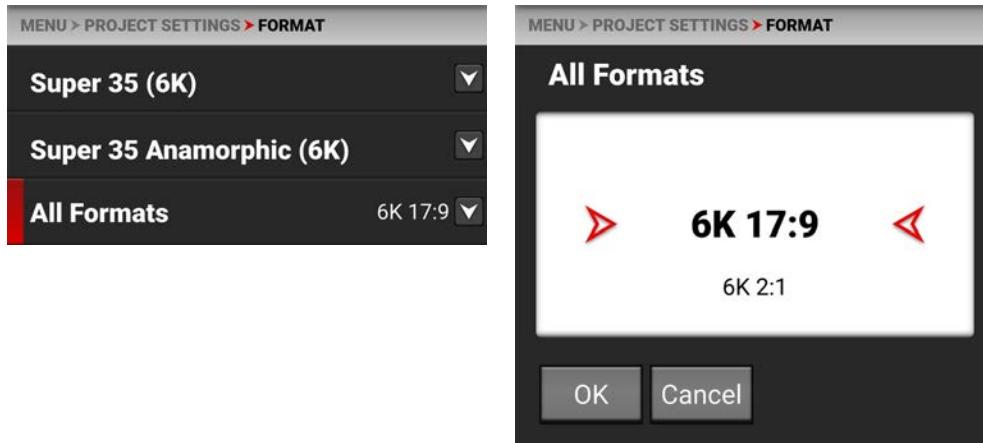 MENU > PROJECT SETTINGS > FORMAT
Super 35 (6K)
Super 35 Anamorphic (6K)
All Formats 6K 17:9
MENU > PROJECT SETTINGS > FORMAT
All Formats
6K 17:9
6K 2:1
OK Cancel